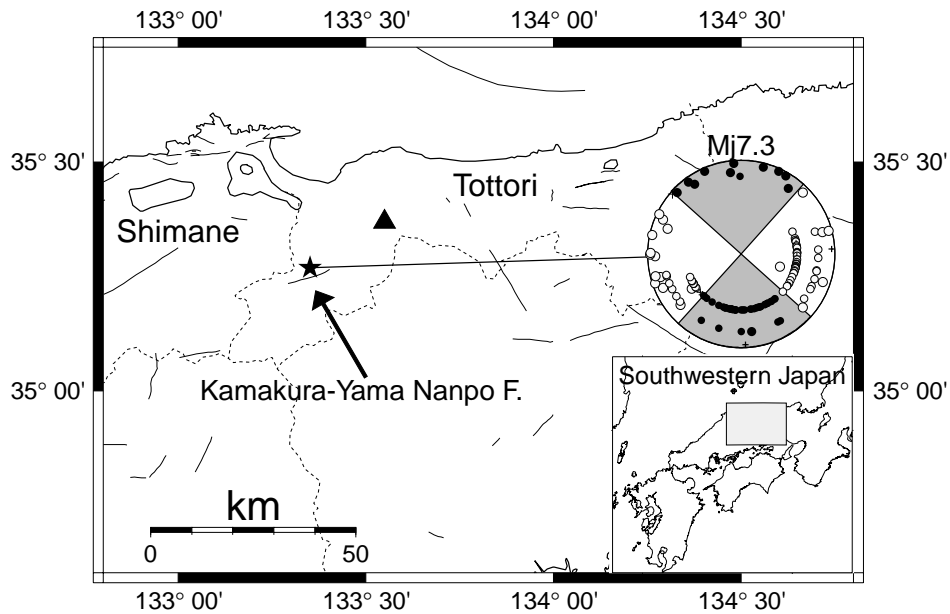 133° 00' 133° 30' 134° 00' 134° 30'
Mj7.3
35° 30' 35° 30'
Tottori
Shimane
35° 00' 35° 00'
Kamakura-Yama Nanpo F.
Southwestern Japan
km
0 50
133° 00' 133° 30' 134° 00' 134° 30'